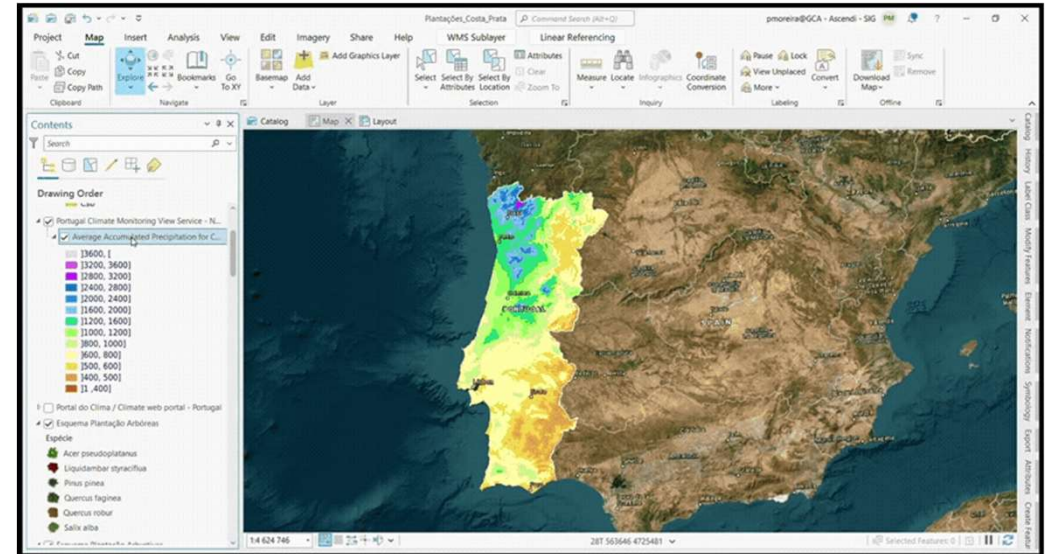 Plantações_Costa_Prata
Command Search (Alt+Q)
pmoreira@GCA - Ascendi - SIG
PM
?
Project Map Insert Analysis View Edit Imagery Share Help WMS Sublayer Linear Referencing
Paste
Cut
Copy
Copy Path
Clipboard
Explore
Bookmarks
Go To XY
Navigate
Basemap
Add Data
Add Graphics Layer
Layer
Select
Select By Attributes
Select By Location
Attributes
Clear
Zoom To
Selection
Measure
Locate
Infographics
Coordinate Conversion
Inquiry
Pause
Lock
View Unplaced
More
Convert
Labeling
Download Map
Sync
Remove
Offline
Contents
Search
Drawing Order
Portugal Climate Monitoring View Service - N...
Average Accumulated Precipitation for C...
]3600, [
]3200, 3600]
]2800, 3200]
]2400, 2800]
]2000, 2400]
]1600, 2000]
]1200, 1600]
]1000, 1200]
]800, 1000]
]600, 800]
]500, 600]
]400, 500]
]1 ,400]
Portal do Clima / Climate web portal - Portugal
Esquema Plantação Arbóreas
Espécie
Acer pseudoplatanus
Liquidambar styraciflua
Pinus pinea
Quercus faginea
Quercus robur
Salix alba
Catalog
Map
Layout
PORTUGAL
SPAIN
Lisbon
1:4 624 746
28T 563646 4725481
Selected Features: 0
Catalog
History
Label Class
Modify Features
Element
Notifications
Symbology
Export
Attributes
Create Featur